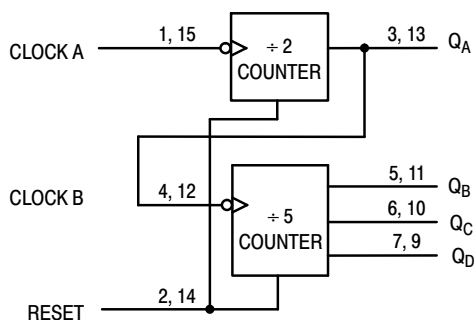 CLOCK A
1, 15
÷ 2
COUNTER
3, 13
QA
CLOCK B
4, 12
÷ 5
COUNTER
5, 11
QB
6, 10
QC
7, 9
QD
RESET
2, 14